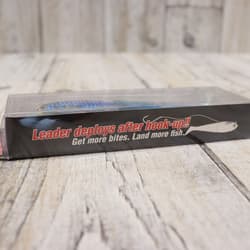 Leader deploys after hook-up!!
Get more bites. Land more fish.